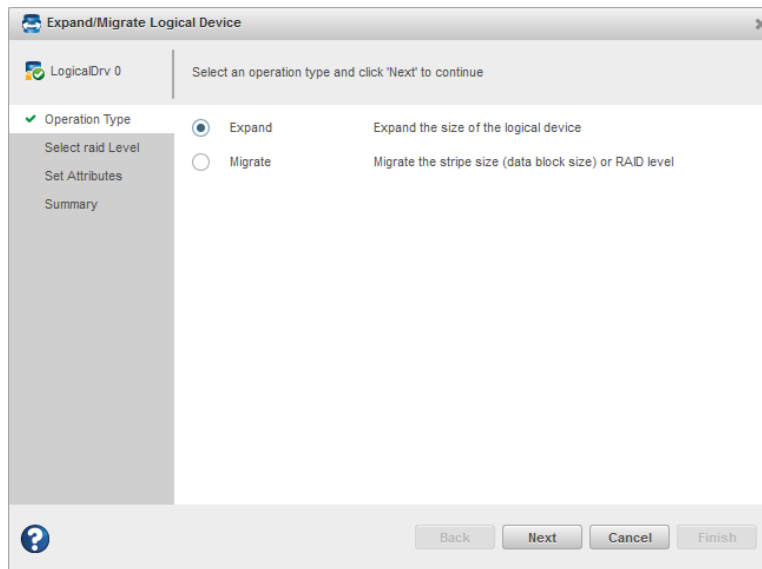 Expand/Migrate Logical Device
LogicalDrv 0
Select an operation type and click 'Next' to continue
Operation Type
Select raid Level
Set Attributes
Summary
Expand Expand the size of the logical device
Migrate Migrate the stripe size (data block size) or RAID level
?
Back Next Cancel Finish